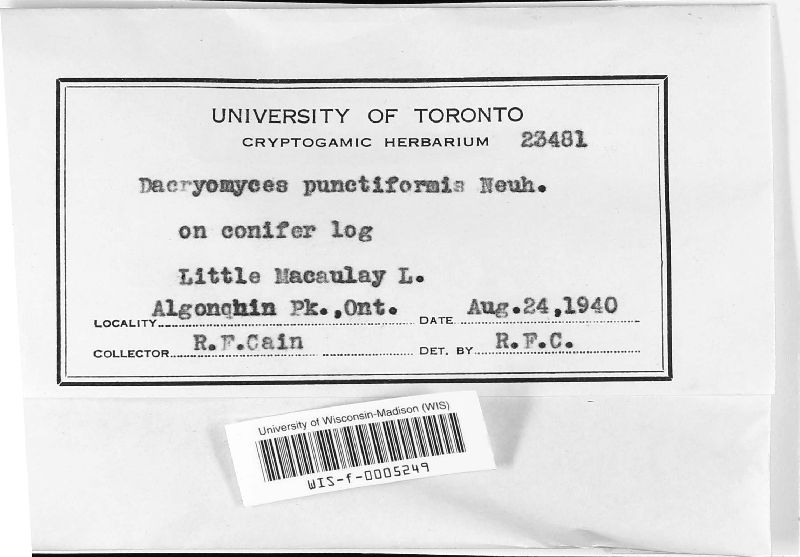 UNIVERSITY OF TORONTO
CRYPTOGAMIC HERBARIUM 23481
Dacryomyces punctiformis Neuh.
on conifer log
Little Macaulay L.
LOCALITY Algonqhin Pk.,Ont. DATE Aug.24,1940
COLLECTOR R.F.Cain DET. BY R.F.C.
University of Wisconsin-Madison (WIS)
WIS-f-0005249